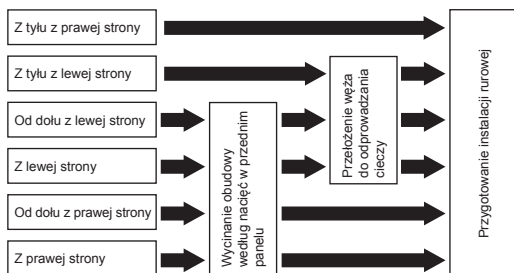 Z tyłu z prawej strony
Z tyłu z lewej strony
Od dołu z lewej strony
Z lewej strony
Od dołu z prawej strony
Z prawej strony
Wycinanie obudowy
według nacięć w przednim
panelu
Przełożenie węża
do odprowadzania
cieczy
Przygotowanie instalacji rurowej